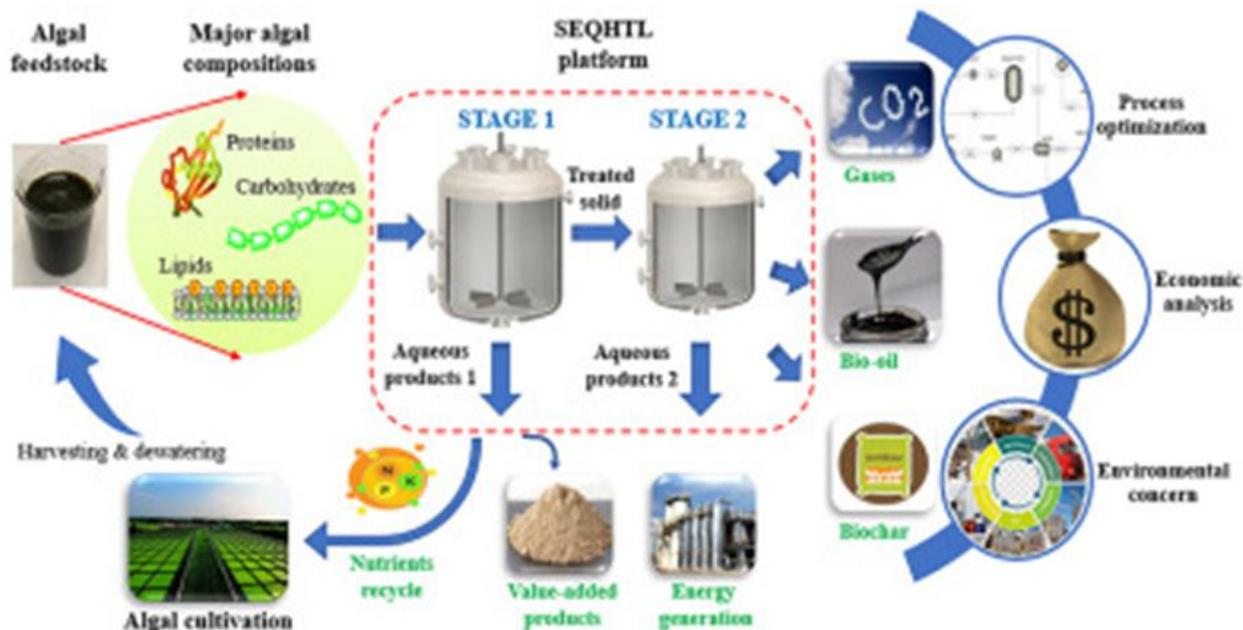 Algal
feedstock
Major algal
compositions
SEQHTL
platform
Proteins
Carbohydrates
Lipids
STAGE 1
STAGE 2
Treated
solid
Aqueous
products 1
Aqueous
products 2
CO2
Gases
Bio-oil
Biochar
Process
optimization
Economic
analysis
$
Environmental
concern
Harvesting & dewatering
N
P
K
Nutrients
recycle
Value-added
products
Energy
generation
Algal cultivation